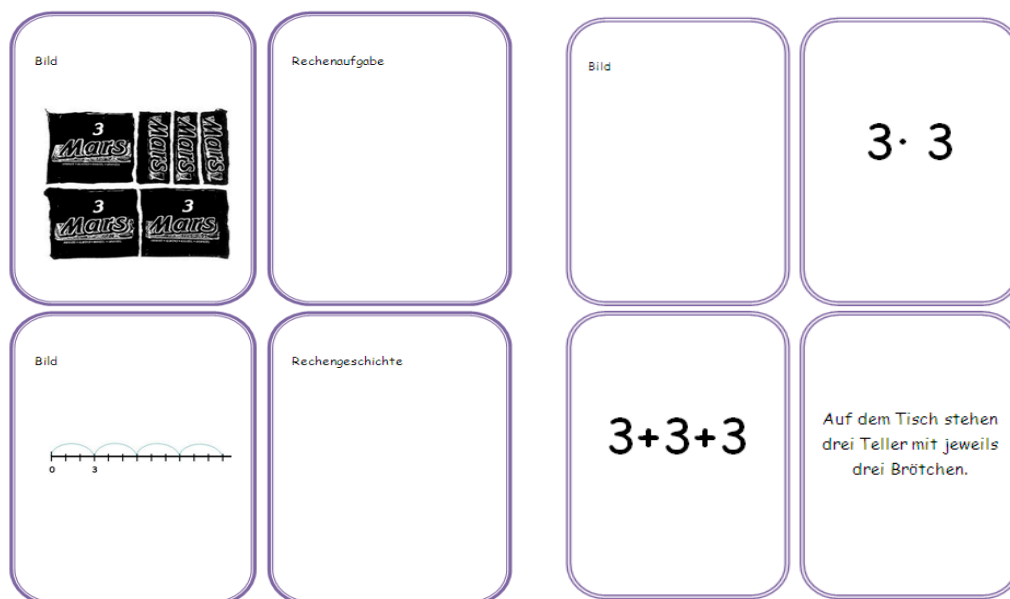 Bild
3
Mars
Mars
Mars
Mars
3
Mars
3
Mars
Rechenaufgabe
Bild
0
3
Rechengeschichte
Bild
3· 3
3+3+3
Auf dem Tisch stehen
drei Teller mit jeweils
drei Brötchen.